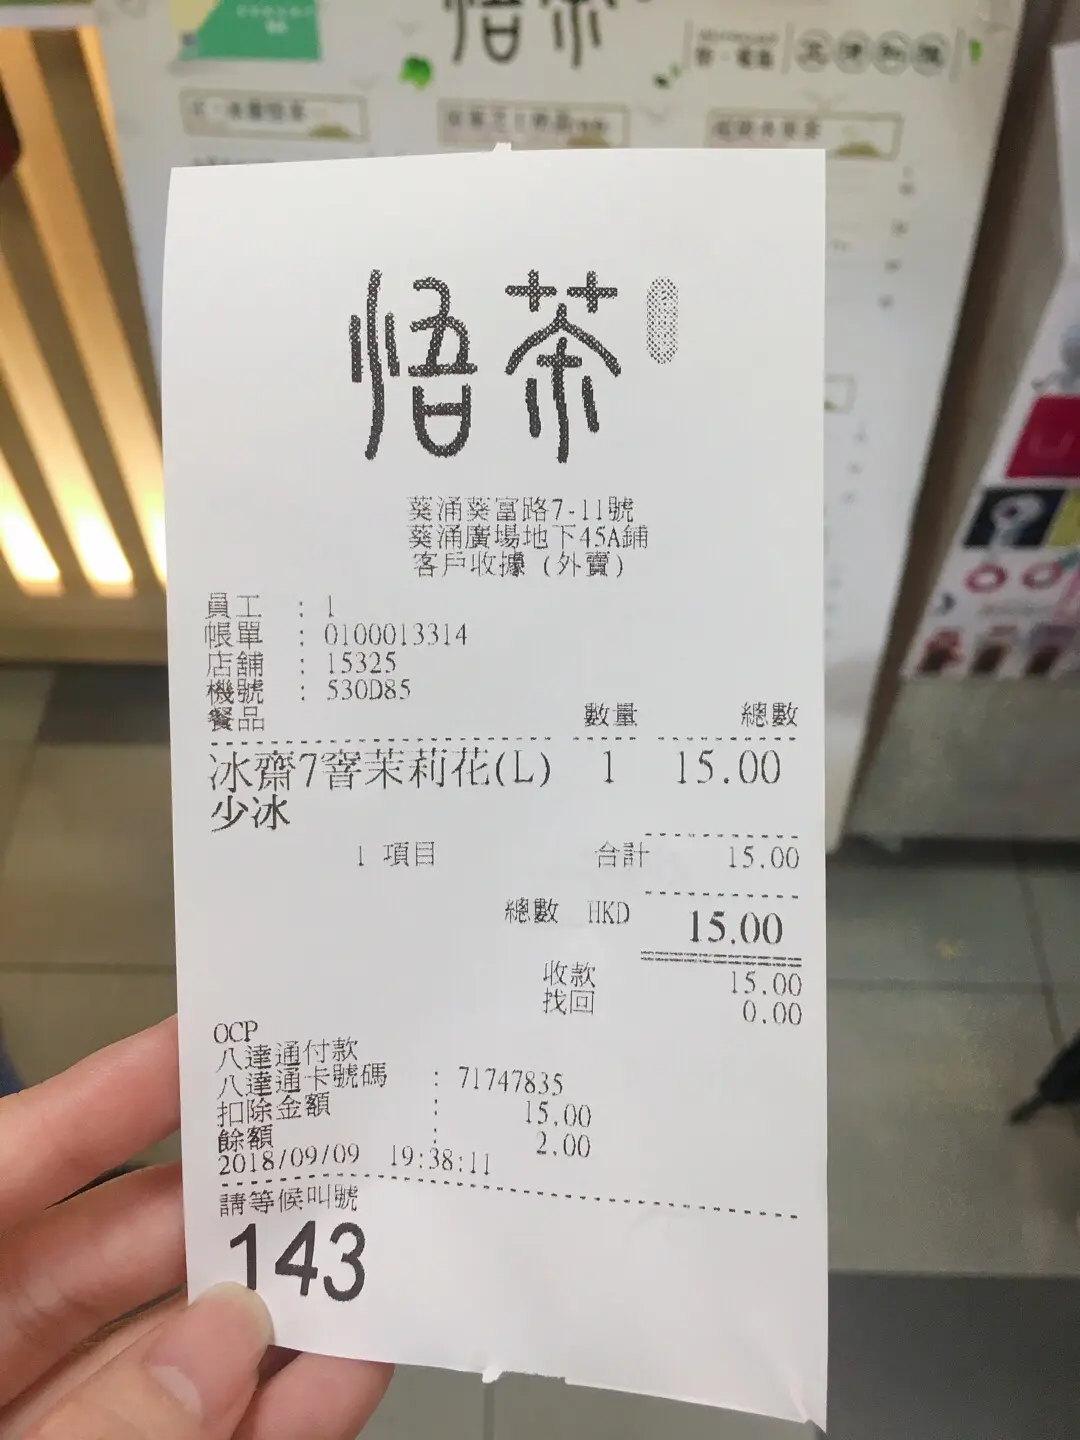 悟茶
葵涌葵富路7-11號
葵涌廣場地下45A鋪
客戶收據 (外賣)
員工 : 1
帳單 : 0100013314
店舖 : 15325
機號 : 530D85
餐品 數量 總數
冰齋7窨茉莉花(L) 1 15.00
少冰
1 項目 合計 15.00
總數 HKD 15.00
收款 15.00
找回 0.00
OCP
八達通付款
八達通卡號碼 : 71747835
扣除金額 : 15.00
餘額 : 2.00
2018/09/09 19:38:11
請等候叫號
143